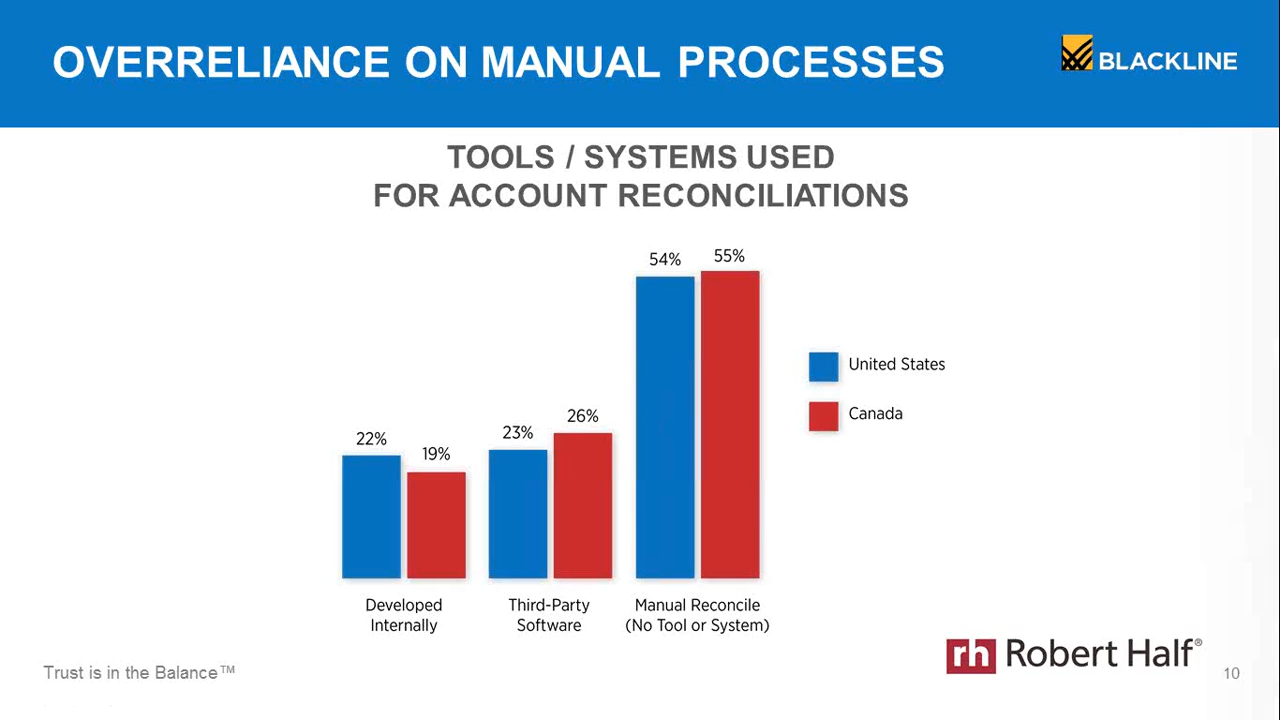 OVERRELIANCE ON MANUAL PROCESSES
BLACKLINE
TOOLS / SYSTEMS USED
FOR ACCOUNT RECONCILIATIONS
54%
55%
22%
19%
23%
26%
United States
Canada
Developed
Internally
Third-Party
Software
Manual Reconcile
(No Tool or System)
rh Robert Half®
Trust is in the Balance™
10